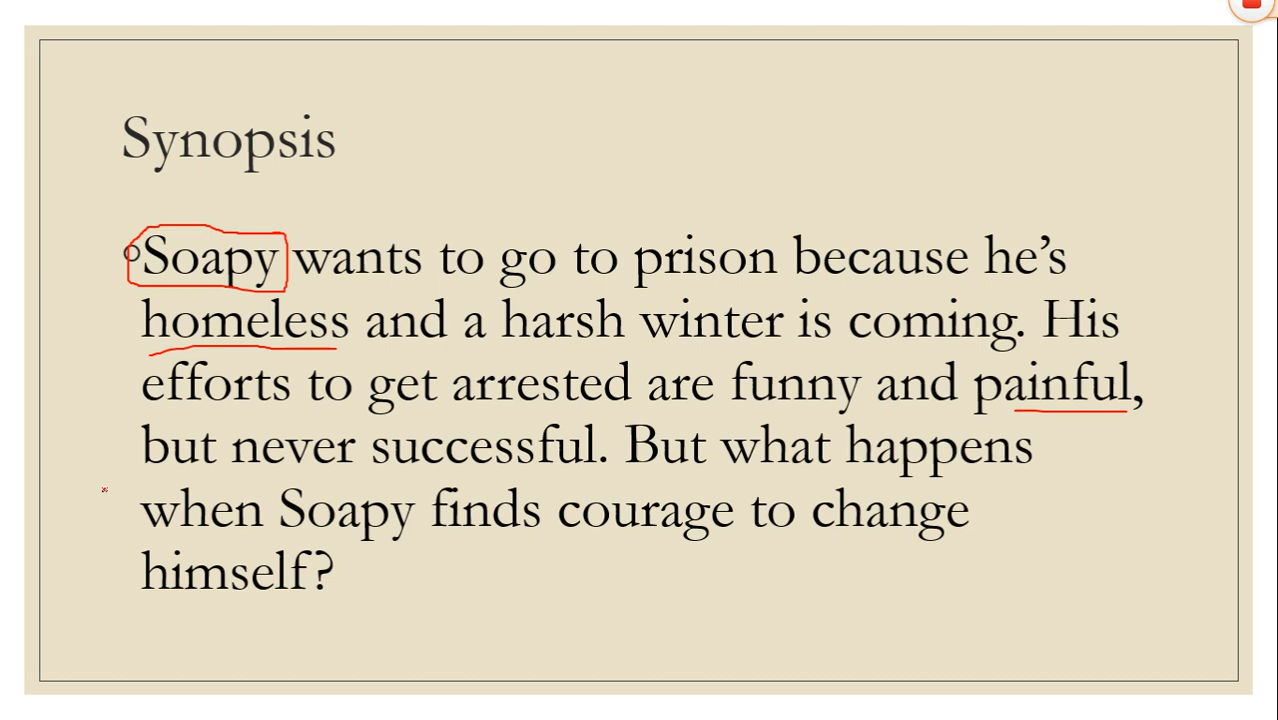 Synopsis
Soapy wants to go to prison because he’s
homeless and a harsh winter is coming. His
efforts to get arrested are funny and painful,
but never successful. But what happens
when Soapy finds courage to change
himself?